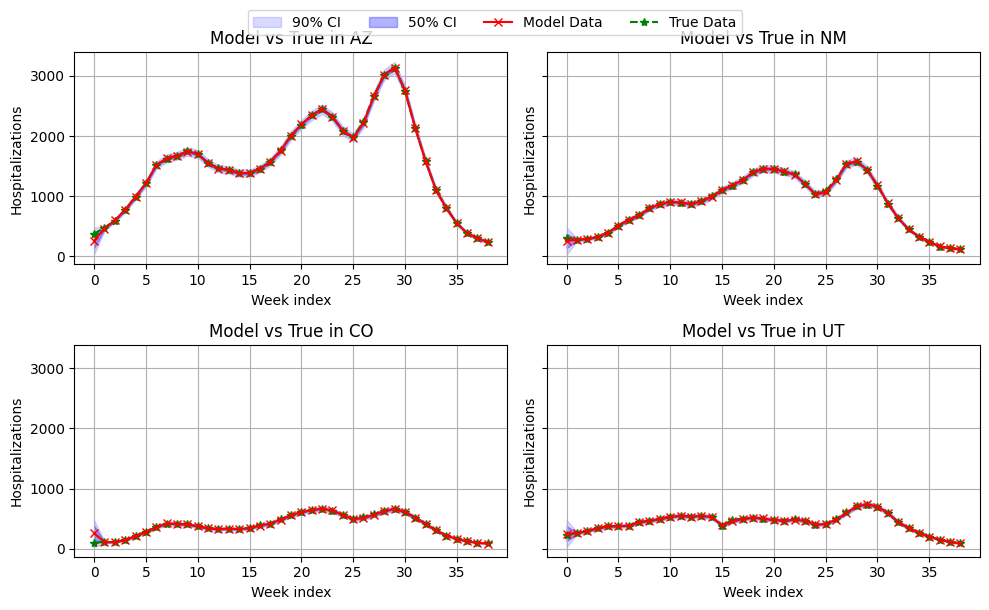 90% CI 50% CI Model Data True Data
Model vs True in AZ Model vs True in NM
Hospitalizations
3000
2000
1000
0
0 5 10 15 20 25 30 35
Week index
Hospitalizations
0 5 10 15 20 25 30 35
Week index
Model vs True in CO Model vs True in UT
Hospitalizations
3000
2000
1000
0
0 5 10 15 20 25 30 35
Week index
Hospitalizations
0 5 10 15 20 25 30 35
Week index